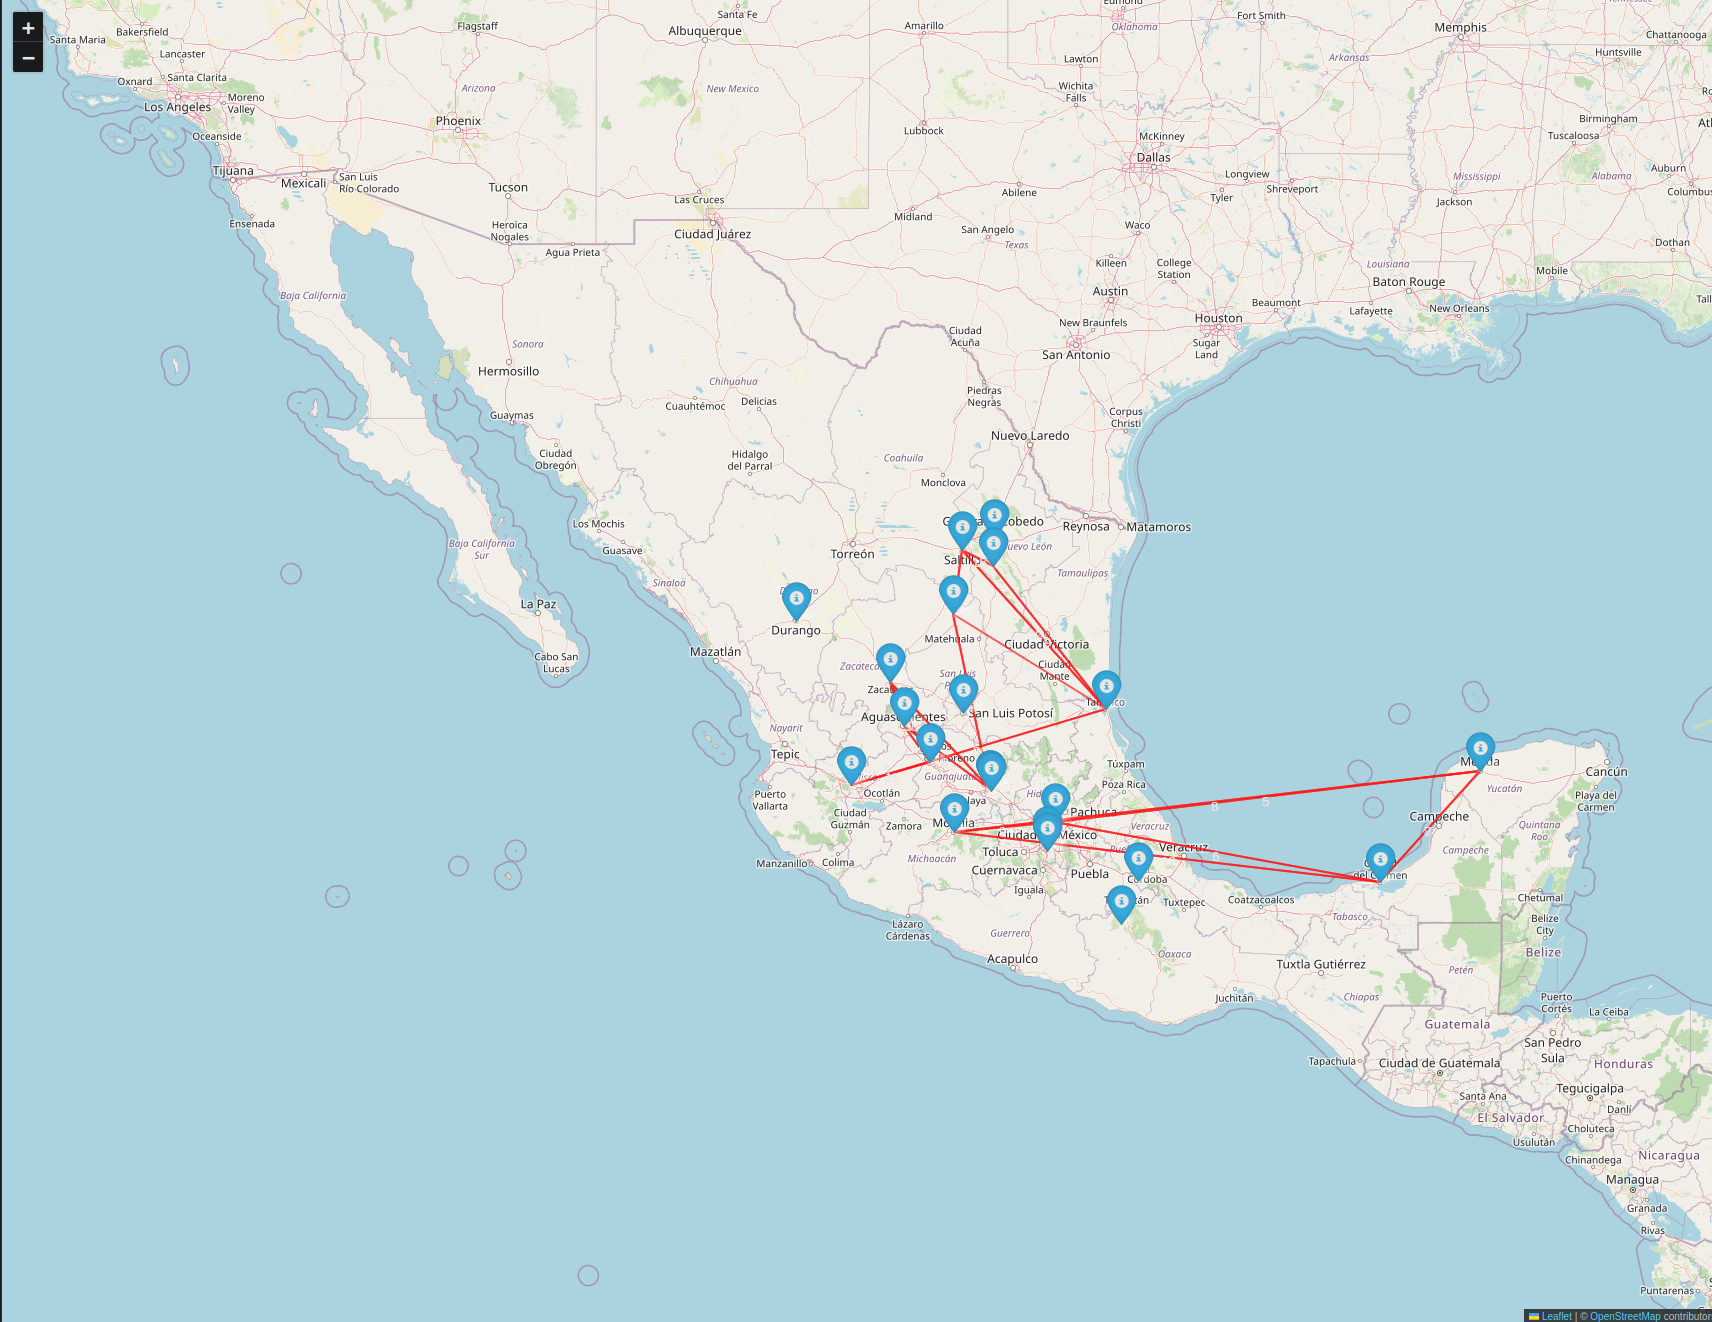 +
−
Santa Fe
Edmond
Fort Smith
Bakersfield
Flagstaff
Albuquerque
Amarillo
Oklahoma
Memphis
Chattanooga
Santa Maria
Lancaster
Arkansas
Huntsville
Lawton
Oxnard
Santa Clarita
Moreno
Valley
Arizona
New Mexico
Wichita
Falls
Los Angeles
Phoenix
Lubbock
Birmingham
Oceanside
McKinney
Tuscaloosa
Dallas
Tijuana
Mexicali
San Luis
Río Colorado
Tucson
Longview
Shreveport
Mississippi
Alabama
Auburn
Columbus
Las Cruces
Abilene
Tyler
Jackson
Ensenada
Heroica
Nogales
Ciudad Juárez
Midland
San Angelo
Texas
Waco
Dothan
Agua Prieta
Killeen
College
Station
Louisiana
Mobile
Baton Rouge
Baja California
Austin
Beaumont
Lafayette
New Orleans
New Braunfels
Houston
Ciudad
Acuña
Sugar
Land
Sonora
San Antonio
Hermosillo
Chihuahua
Piedras
Negras
Cuauhtémoc
Delicias
Guaymas
Corpus
Christi
Nuevo Laredo
Ciudad
Obregón
Hidalgo
del Parral
Coahuila
Monclova
Los Mochis
Reynosa
Matamoros
Baja California
Sur
Guasave
Torreón
Saltillo
Nuevo León
Sinaloa
Tamaulipas
La Paz
Durango
Matehuala
Ciudad Victoria
Mazatlán
Cabo San
Lucas
Ciudad
Mante
San Luis Potosí
Nayarit
Tepic
Moreno
Túxpam
Mérida
Cancún
Guanajuato
Poza Rica
Yucatán
Puerto
Vallarta
Ocotlán
Playa del
Carmen
8
5
Ciudad
Guzmán
Zamora
Pachuca
Campeche
Veracruz
Quintana
Roo
Ciudad
México
Toluca
Veracruz
Campeche
Manzanillo
Colima
Michoacán
Cuernavaca
Puebla
Córdoba
Iguala
Tuxtepec
Coatzacoalcos
Chetumal
Lázaro
Cárdenas
Guerrero
Tabasco
Belize
City
Acapulco
Oaxaca
Tuxtla Gutiérrez
Petén
Belize
Juchitán
Chiapas
Puerto
Cortés
La Ceiba
Guatemala
San Pedro
Sula
Tapachula
Ciudad de Guatemala
Honduras
Tegucigalpa
Santa Ana
Danlí
El Salvador
Choluteca
Usulután
Nicaragua
Chinandega
Managua
Granada
Rivas
Puntarenas
Leaflet | © OpenStreetMap contributor